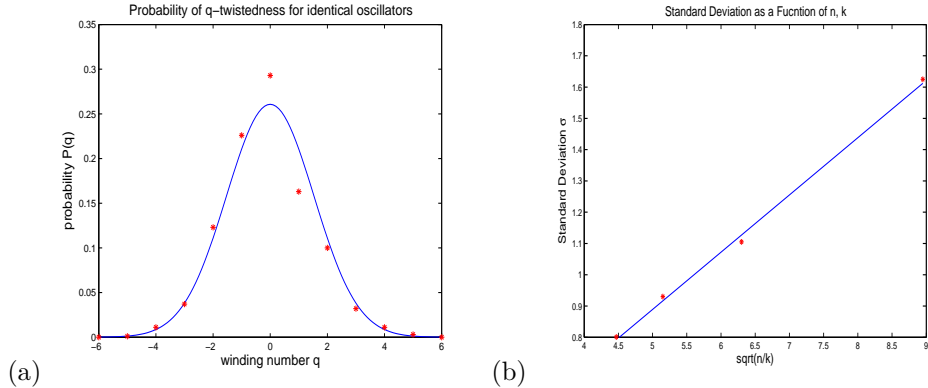 Probability of q-twistedness for identical oscillators
0.35
0.3
0.25
0.2
0.15
0.1
0.05
0
probability P(q)
−6 −4 −2 0 2 4 6
winding number q
(a)
Standard Deviation as a Fucntion of n, k
1.8
1.7
1.6
1.5
1.4
1.3
1.2
1.1
1
0.9
0.8
Standard Deviation σ
4 4.5 5 5.5 6 6.5 7 7.5 8 8.5 9
sqrt(n/k)
(b)